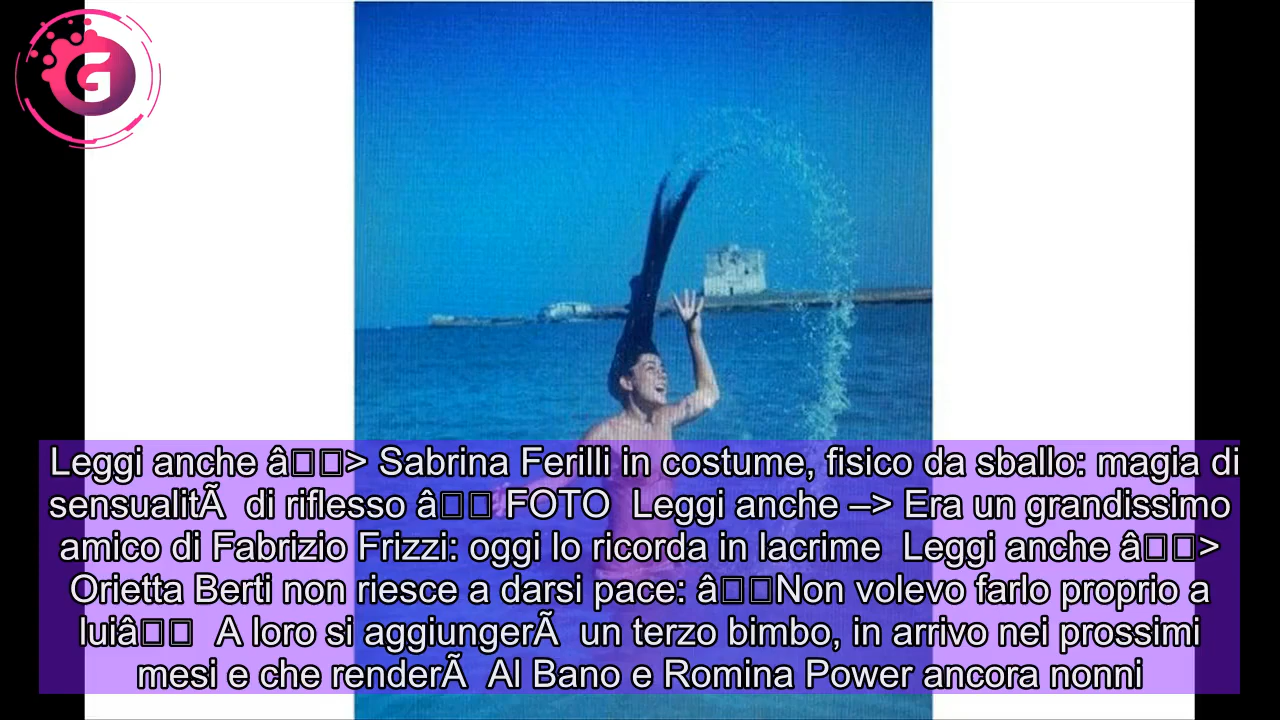 G
Leggi anche â□□> Sabrina Ferilli in costume, fisico da sballo: magia di
sensualitÃ  di riflesso â□□ FOTO  Leggi anche –> Era un grandissimo
amico di Fabrizio Frizzi: oggi lo ricorda in lacrime  Leggi anche â□□>
Orietta Berti non riesce a darsi pace: â□□Non volevo farlo proprio a
luiâ□□  A loro si aggiungerÃ  un terzo bimbo, in arrivo nei prossimi
mesi e che renderÃ  Al Bano e Romina Power ancora nonni